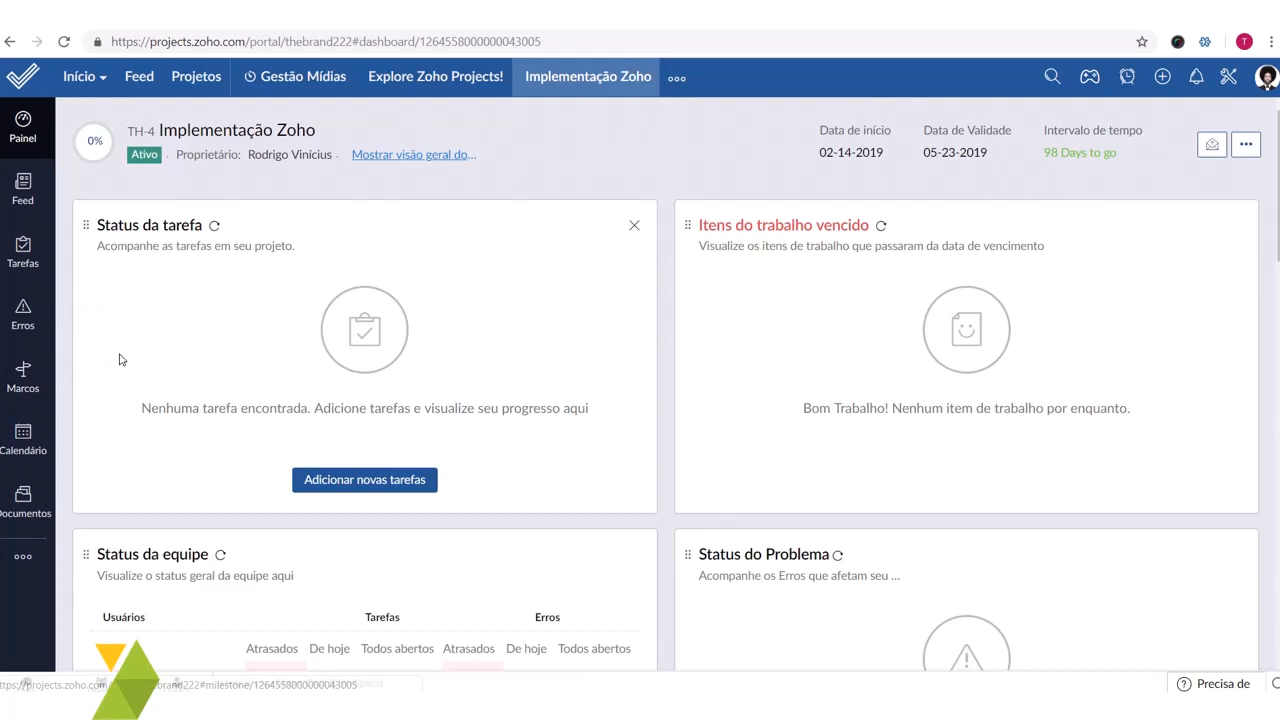 https://projects.zoho.com/portal/thebrand222#dashboard/1264558000000043005
T
Início Feed Projetos Gestão Mídias Explore Zoho Projects! Implementação Zoho
Painel
Feed
Tarefas
Erros
Marcos
Calendário
Documentos
0%
TH-4 Implementação Zoho
Ativo Proprietário: Rodrigo Vinícius Mostrar visão geral do...
Data de início
02-14-2019
Data de Validade
05-23-2019
Intervalo de tempo
98 Days to go
Status da tarefa
Acompanhe as tarefas em seu projeto.
Nenhuma tarefa encontrada. Adicione tarefas e visualize seu progresso aqui
Adicionar novas tarefas
Itens do trabalho vencido
Visualize os itens de trabalho que passaram da data de vencimento
Bom Trabalho! Nenhum item de trabalho por enquanto.
Status da equipe
Visualize o status geral da equipe aqui
Usuários Tarefas Erros
Atrasados De hoje Todos abertos Atrasados De hoje Todos abertos
Status do Problema
Acompanhe os Erros que afetam seu ...
ttps://projects.zoho.com brand222#milestone/1264558000000043005
Precisa de